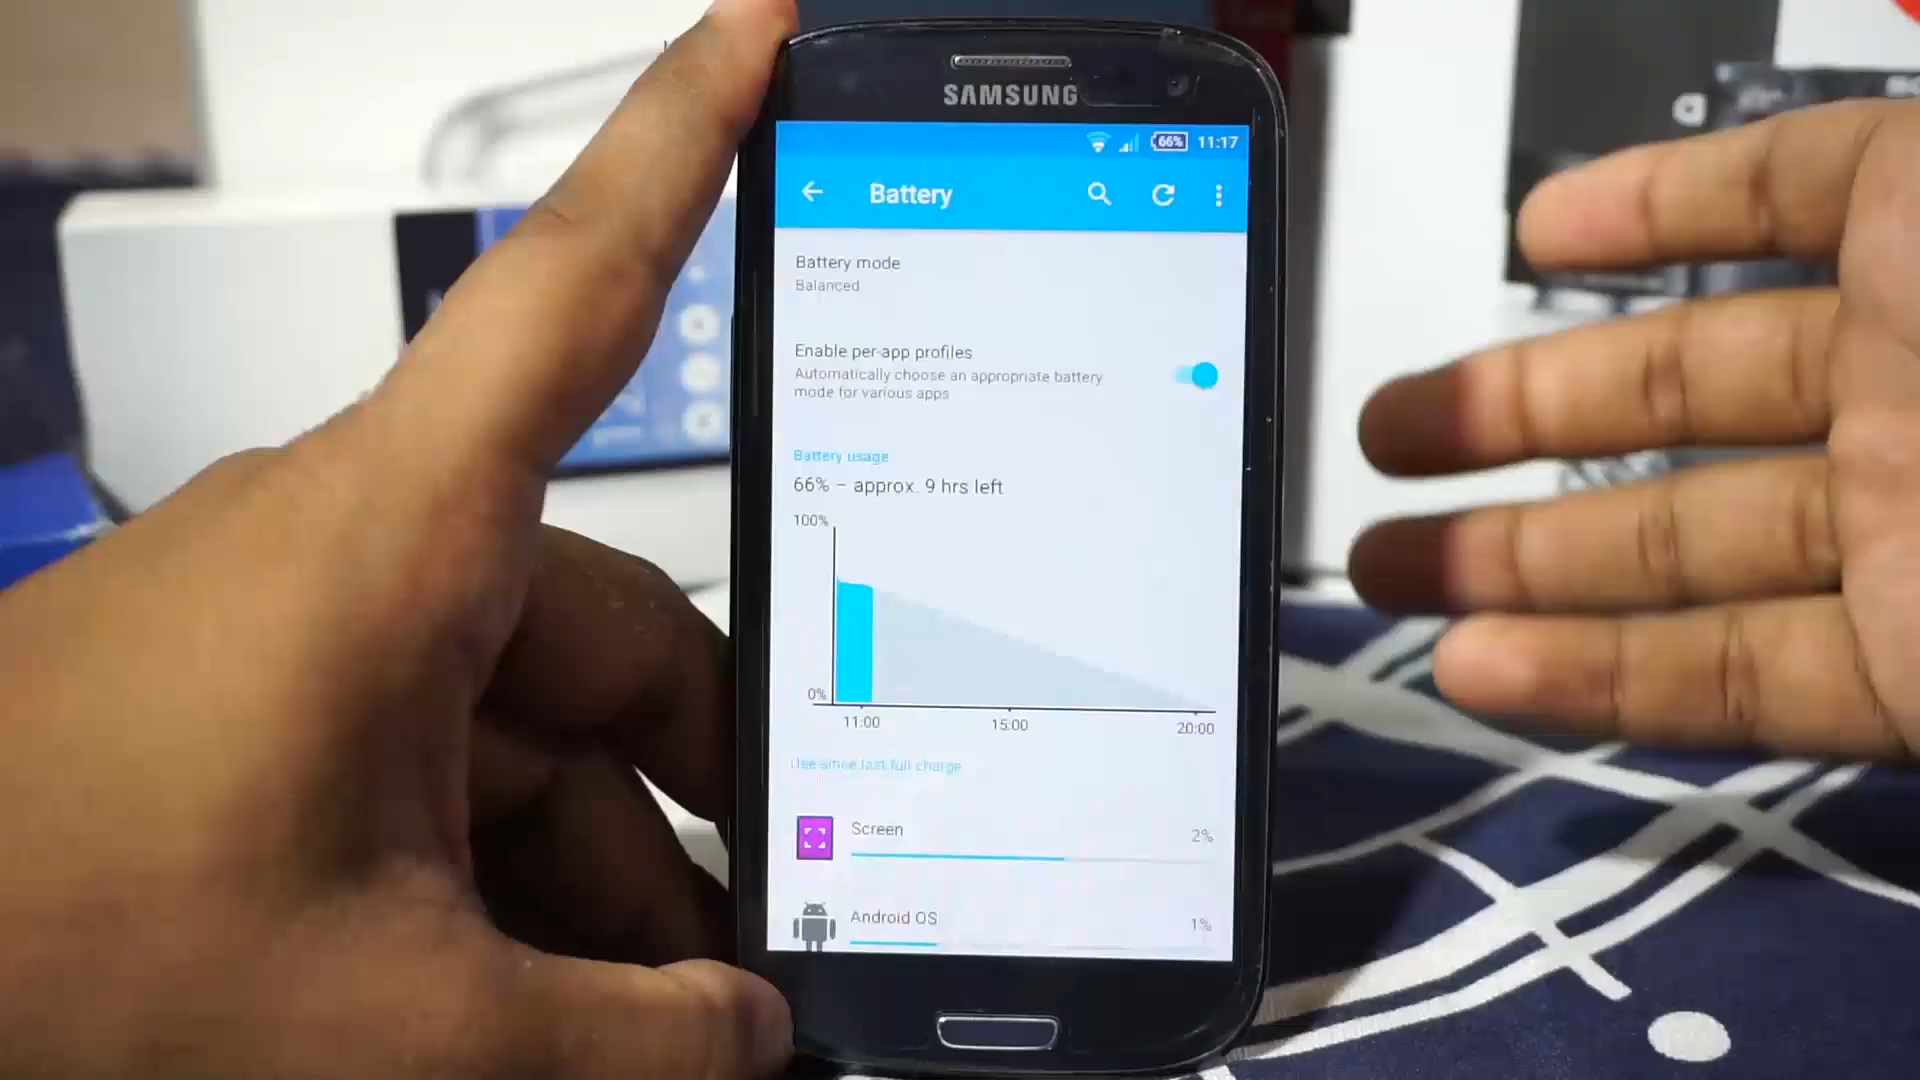 SAMSUNG
66% 11:17
Battery
Battery mode
Balanced
Enable per-app profiles
Automatically choose an appropriate battery
mode for various apps
Battery usage
66% – approx. 9 hrs left
100%
0%
11:00 15:00 20:00
Use since last full charge
Screen 2%
Android OS 1%